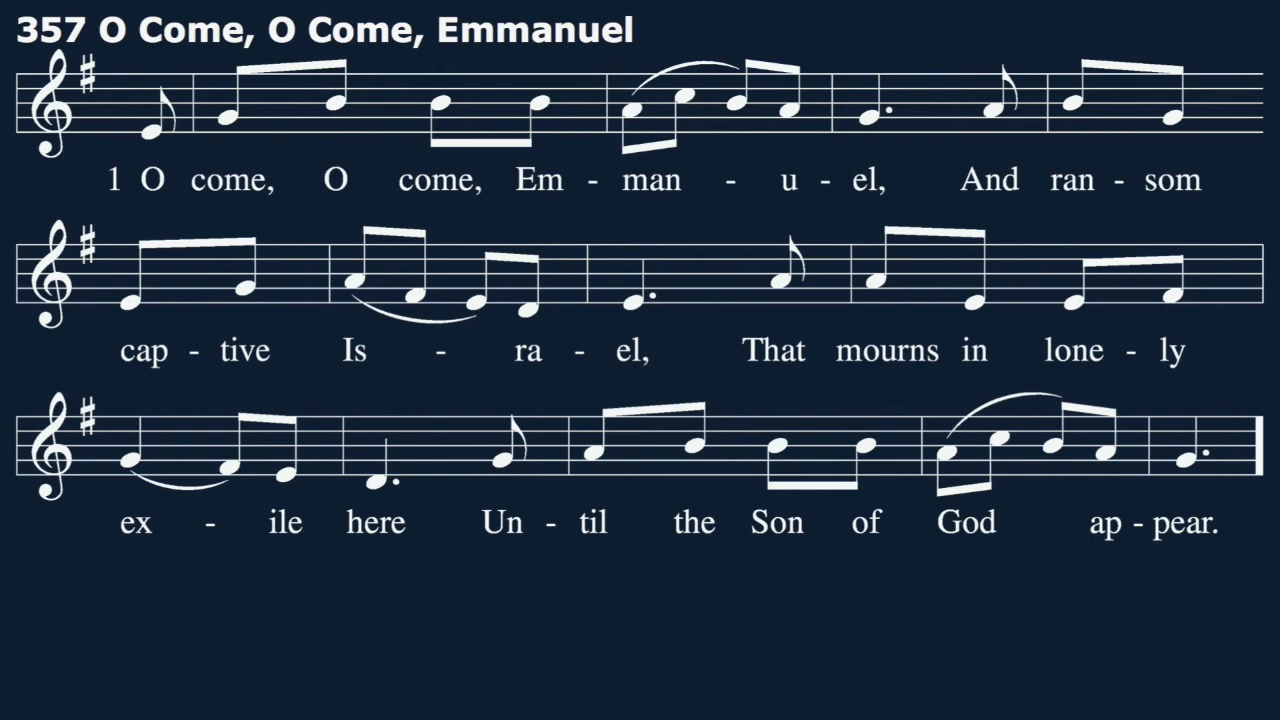 357 O Come, O Come, Emmanuel
1 O come, O come, Em - man - u - el, And ran - som
cap - tive Is - ra - el, That mourns in lone - ly
ex - ile here Un - til the Son of God ap - pear.